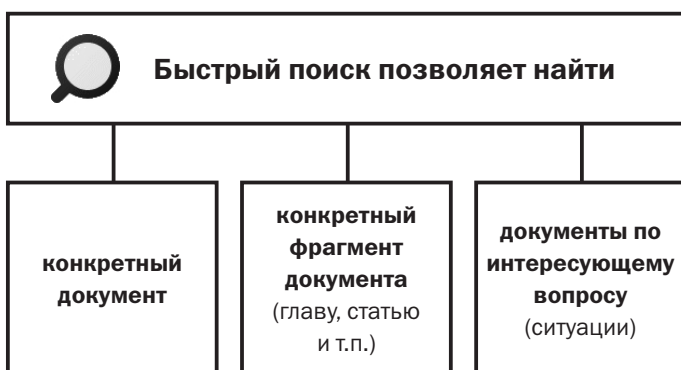 Быстрый поиск позволяет найти
конкретный
документ
конкретный
фрагмент
документа
(главу, статью
и т.п.)
документы по
интересующему
вопросу
(ситуации)